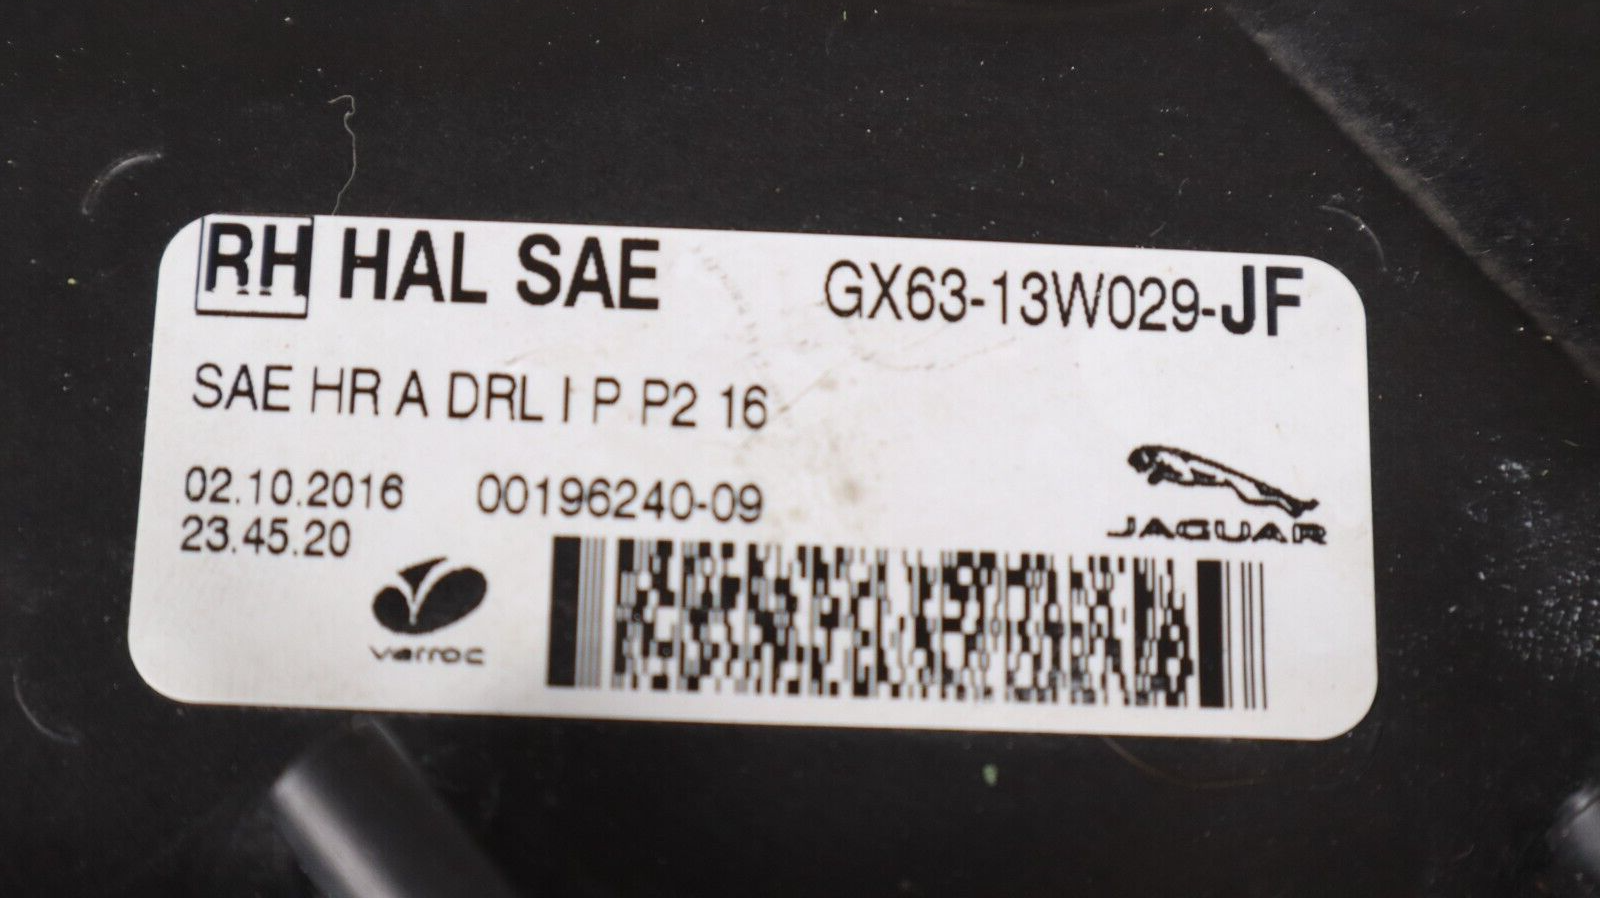 RH HAL SAE GX63-13W029-JF
SAE HR A DRL I P P2 16
02.10.2016 00196240-09
23.45.20
JAGUAR
varroc